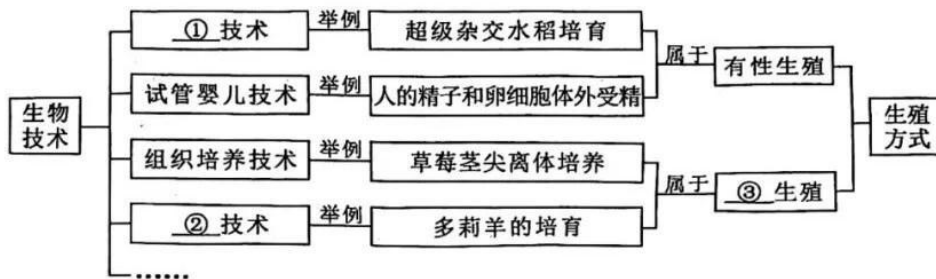 ①技术
举例
超级杂交水稻培育
属于
有性生殖
试管婴儿技术
举例
人的精子和卵细胞体外受精
生物
技术
生殖
方式
组织培养技术
举例
草莓茎尖离体培养
属于
③生殖
②技术
举例
多莉羊的培育
……